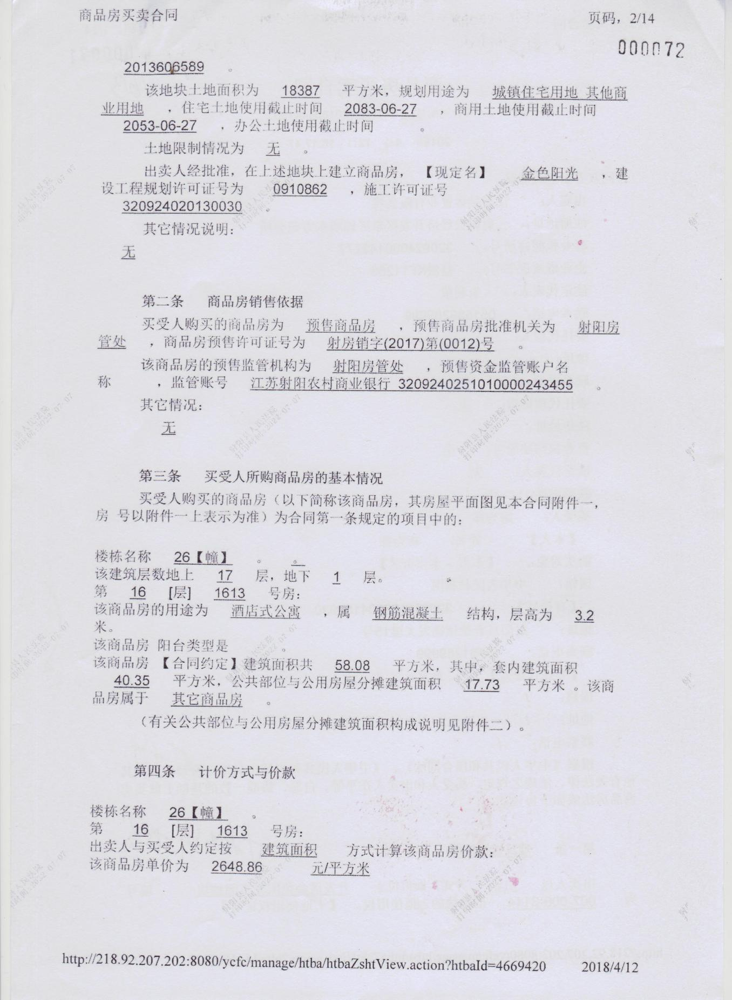 商品房买卖合同 页码，2/14
000072
2013606589 。
该地块土地面积为 18387 平方米，规划用途为 城镇住宅用地 其他商
业用地 ，住宅土地使用截止时间 2083-06-27 ，商用土地使用截止时间
2053-06-27 ，办公土地使用截止时间 。
土地限制情况为 无 。
出卖人经批准，在上述地块上建立商品房，【现定名】 金色阳光 ，建
设工程规划许可证号为 0910862 ，施工许可证号
320924020130030 。
其它情况说明：
无
第二条 商品房销售依据
买受人购买的商品房为 预售商品房 ，预售商品房批准机关为 射阳房
管处 ，商品房预售许可证号为 射房销字(2017)第(0012)号 。
该商品房的预售监管机构为 射阳房管处 ，预售资金监管账户名
称 ，监管账号 江苏射阳农村商业银行 3209240251010000243455 。
其它情况：
无
第三条 买受人所购商品房的基本情况
买受人购买的商品房（以下简称该商品房，其房屋平面图见本合同附件一，
房 号以附件一上表示为准）为合同第一条规定的项目中的：
楼栋名称 26【幢】 。 。
该建筑层数地上 17 层，地下 1 层。
第 16 [层] 1613 号房：
该商品房的用途为 酒店式公寓 ，属 钢筋混凝土 结构，层高为 3.2
米。
该商品房 阳台类型是 。
该商品房 【合同约定】建筑面积共 58.08 平方米，其中，套内建筑面积
40.35 平方米，公共部位与公用房屋分摊建筑面积 17.73 平方米 。该商
品房属于 其它商品房 。
（有关公共部位与公用房屋分摊建筑面积构成说明见附件二）。
第四条 计价方式与价款
楼栋名称 26【幢】 。
第 16 [层] 1613 号房：
出卖人与买受人约定按 建筑面积 方式计算该商品房价款：
该商品房单价为 2648.86 元/平方米
射阳县人民法院
打印时间:2022-07-07
http://218.92.207.202:8080/ycfc/manage/htba/htbaZshtView.action?htbaId=4669420 2018/4/12